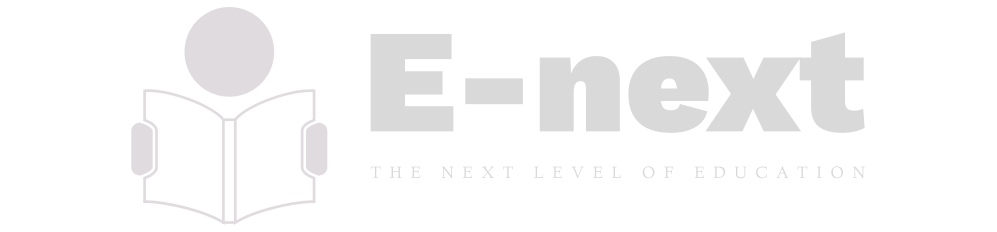 E-next
THE NEXT LEVEL OF EDUCATION